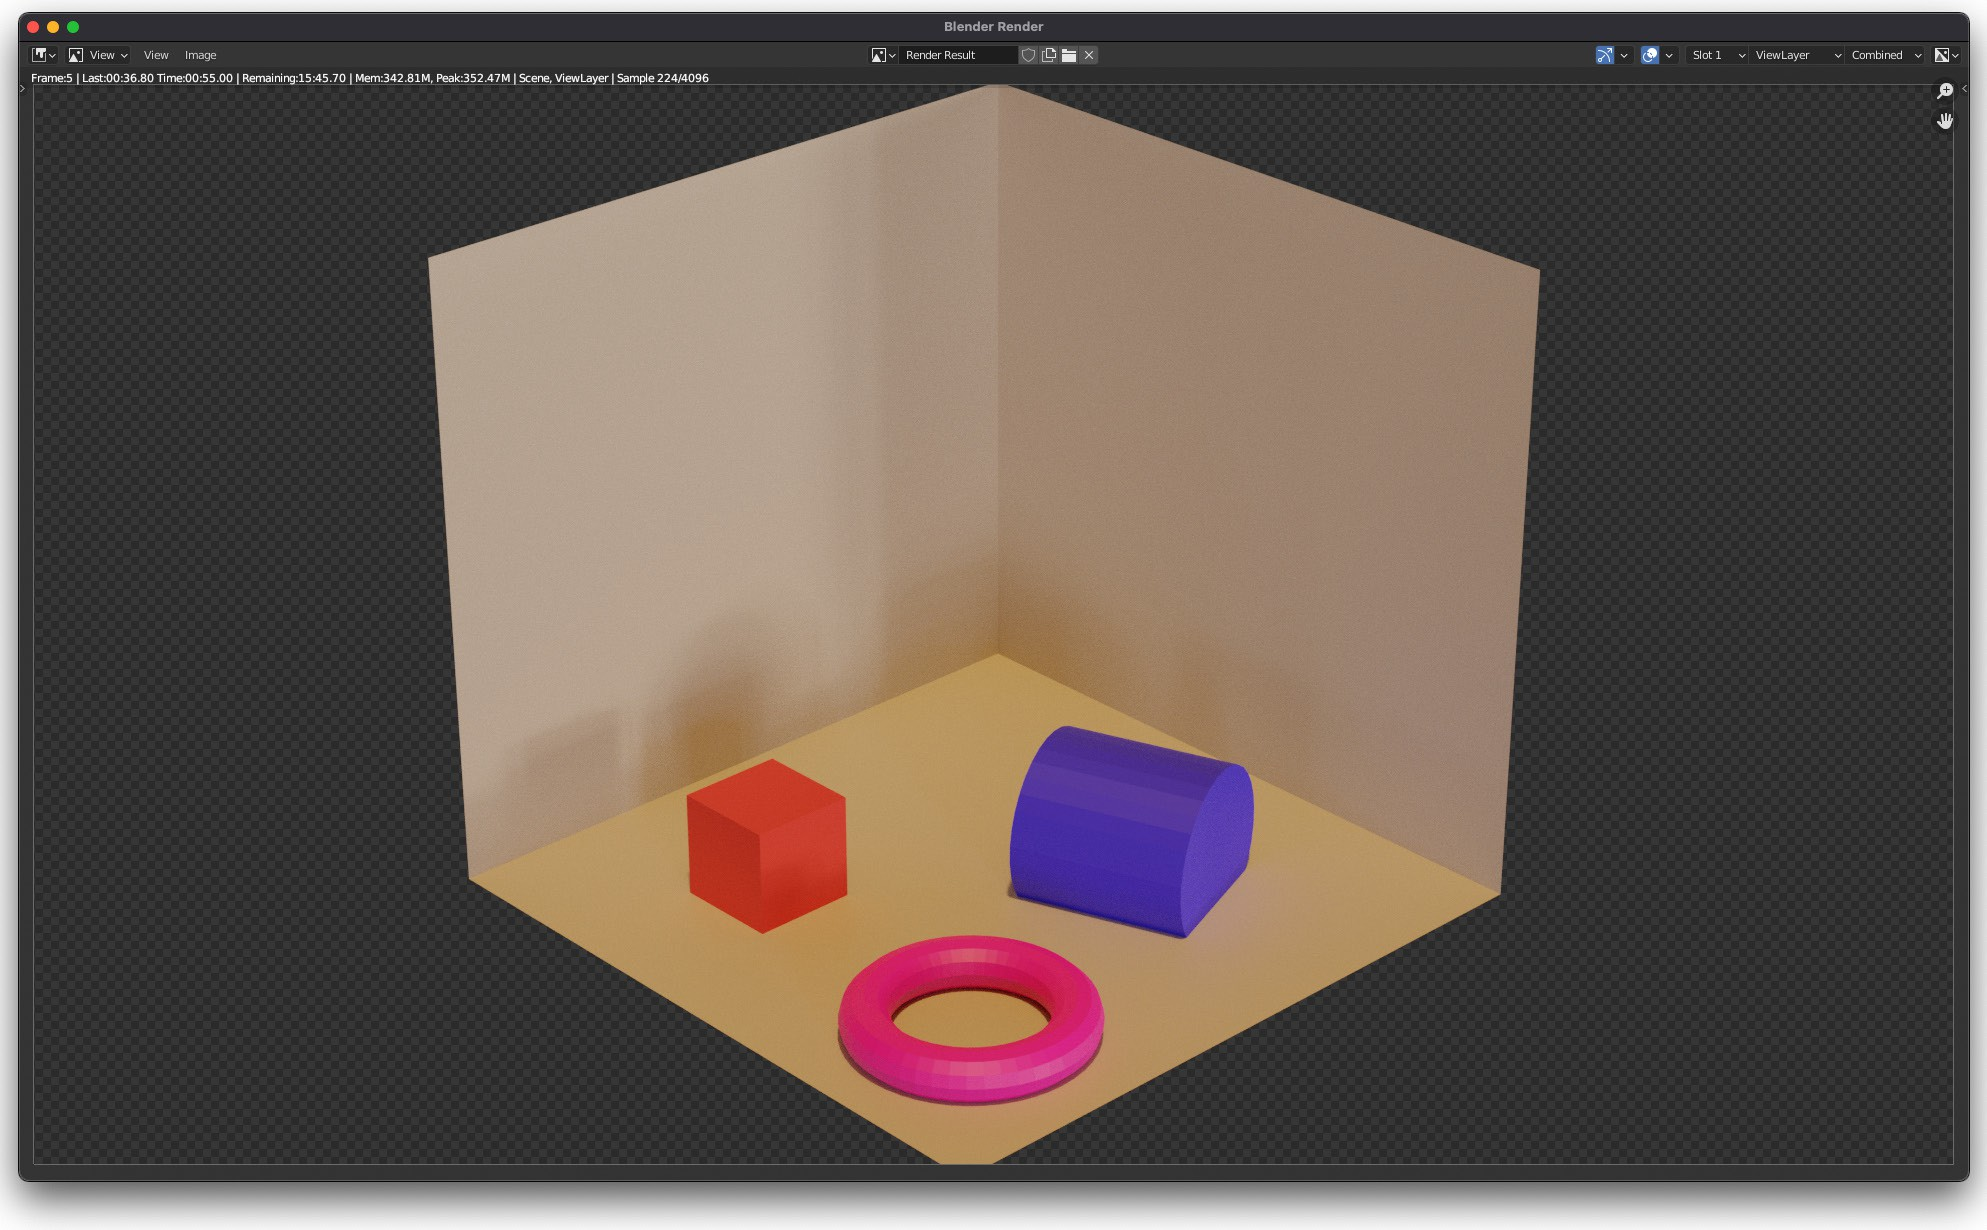 Blender Render
View View Image Render Result Slot 1 ViewLayer Combined
Frame:5 | Last:00:36.80 Time:00:55.00 | Remaining:15:45.70 | Mem:342.81M, Peak:352.47M | Scene, ViewLayer | Sample 224/4096